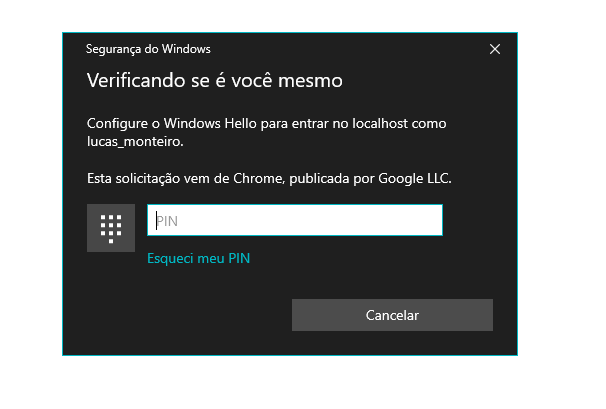 Segurança do Windows
Verificando se é você mesmo
Configure o Windows Hello para entrar no localhost como
lucas_monteiro.
Esta solicitação vem de Chrome, publicada por Google LLC.
PIN
Esqueci meu PIN
Cancelar